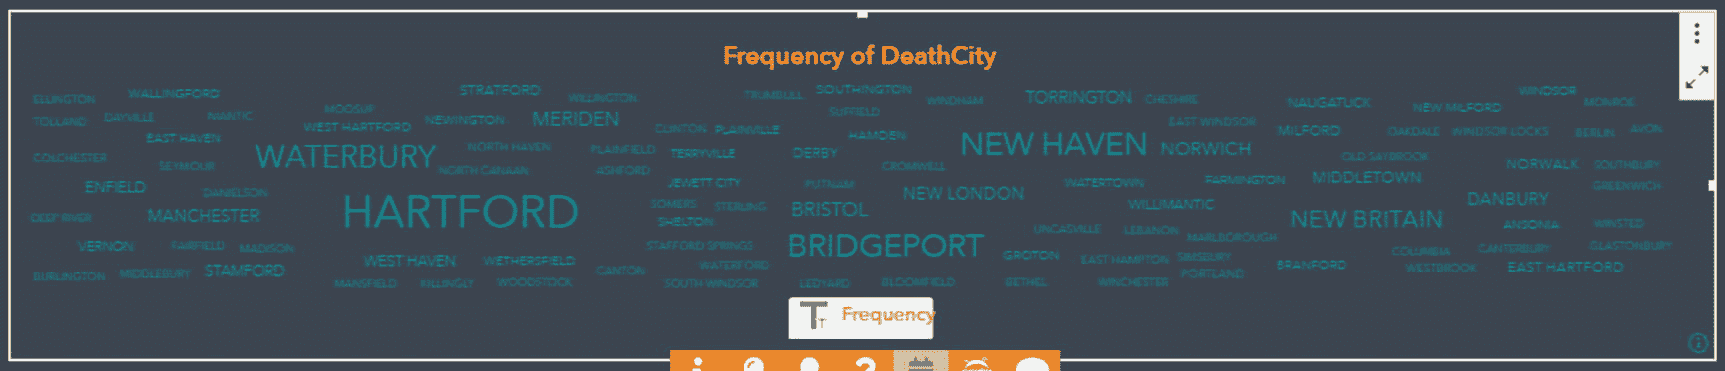 Frequency of DeathCity
ELLINGTON WALLINGFORD STRATFORD WILLINGTON TRUMBULL SOUTHINGTON WINDHAM TORRINGTON CHESHIRE NAUGATUCK NEW MILFORD WINDSOR MONROE
TOLLAND DAYVILLE NIANTIC MOOSUP WEST HARTFORD NEWINGTON MERIDEN CLINTON PLAINVILLE SUFFIELD HAMDEN EAST WINDSOR MILFORD OAKDALE WINDSOR LOCKS BERLIN AVON
EAST HAVEN WATERBURY NORTH HAVEN PLAINFIELD TERRYVILLE DERBY NEW HAVEN NORWICH OLD SAYBROOK
COLCHESTER SEYMOUR NORTH CANAAN ASHFORD CROMWELL NORWALK SOUTHBURY
ENFIELD DANIELSON JEWETT CITY PUTNAM NEW LONDON WATERTOWN FARMINGTON MIDDLETOWN GREENWICH
DEEP RIVER MANCHESTER HARTFORD SOMERS STERLING SHELTON BRISTOL WILLIMANTIC NEW BRITAIN DANBURY ANSONIA WINSTED
VERNON FAIRFIELD MADISON STAFFORD SPRINGS BRIDGEPORT UNCASVILLE LEBANON MARLBOROUGH COLUMBIA CANTERBURY GLASTONBURY
BURLINGTON MIDDLEBURY STAMFORD WEST HAVEN WETHERSFIELD CANTON WATERFORD GROTON EAST HAMPTON SIMSBURY PORTLAND BRANFORD WESTBROOK EAST HARTFORD
MANSFIELD KILLINGLY WOODSTOCK SOUTH WINDSOR LEDYARD BLOOMFIELD BETHEL WINCHESTER
Frequency